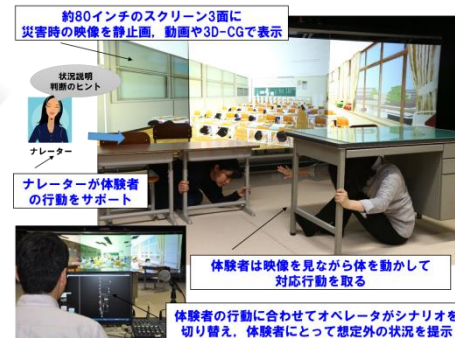 約80インチのスクリーン3面に
災害時の映像を静止画，動画や3D-CGで表示
状況説明
判断のヒント
ナレーター
ナレーターが体験者
の行動をサポート
体験者は映像を見ながら体を動かして
対応行動を取る
体験者の行動に合わせてオペレータがシナリオを
切り替え，体験者にとって想定外の状況を提示